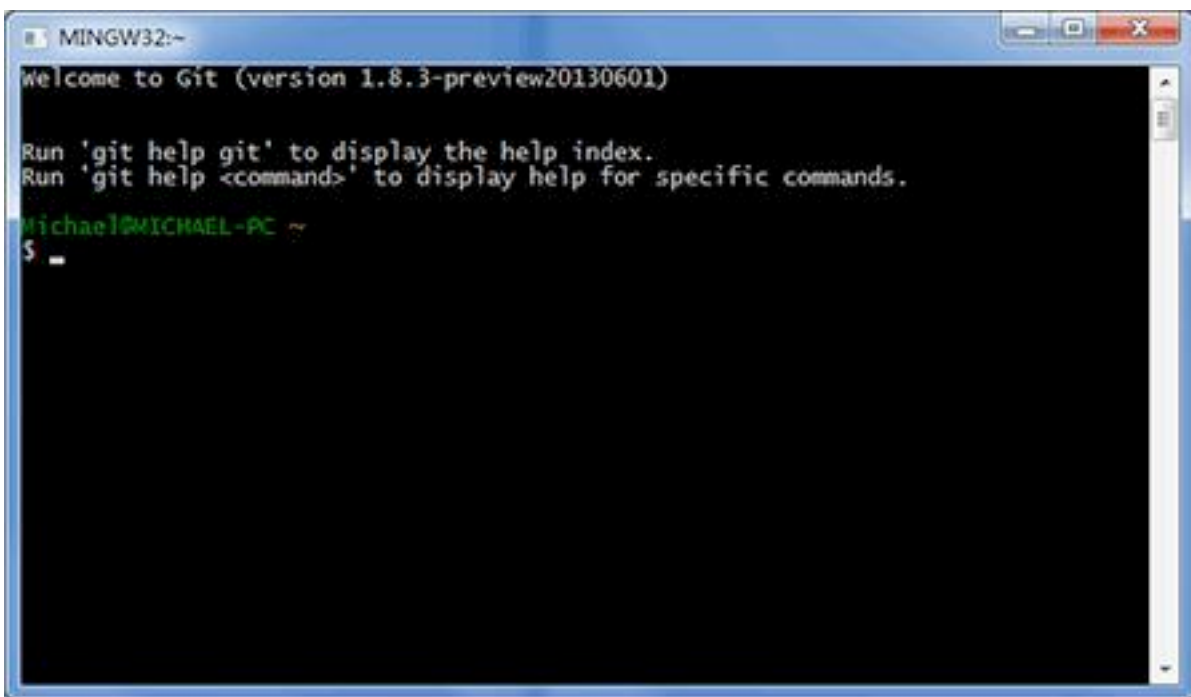 MINGW32:~
Welcome to Git (version 1.8.3-preview20130601)
Run 'git help git' to display the help index.
Run 'git help <command>' to display help for specific commands.
Michael@MICHAEL-PC ~
$